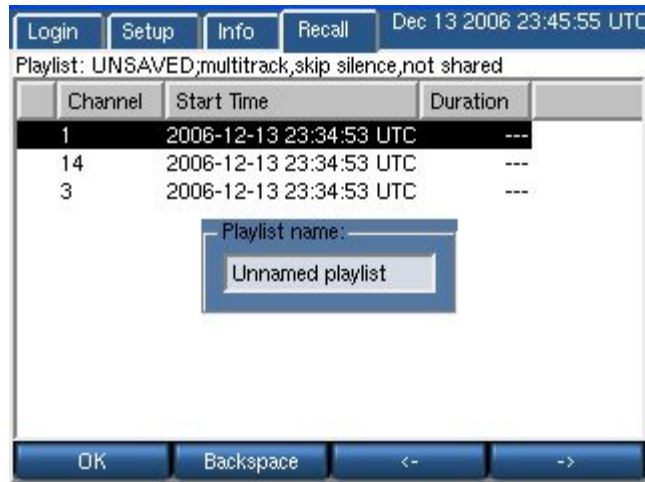 Login Setup Info Recall Dec 13 2006 23:45:55 UTC
Playlist: UNSAVED;multitrack,skip silence,not shared
Channel Start Time Duration
1 2006-12-13 23:34:53 UTC ---
14 2006-12-13 23:34:53 UTC ---
3 2006-12-13 23:34:53 UTC ---
Playlist name:
Unnamed playlist
OK Backspace <- ->